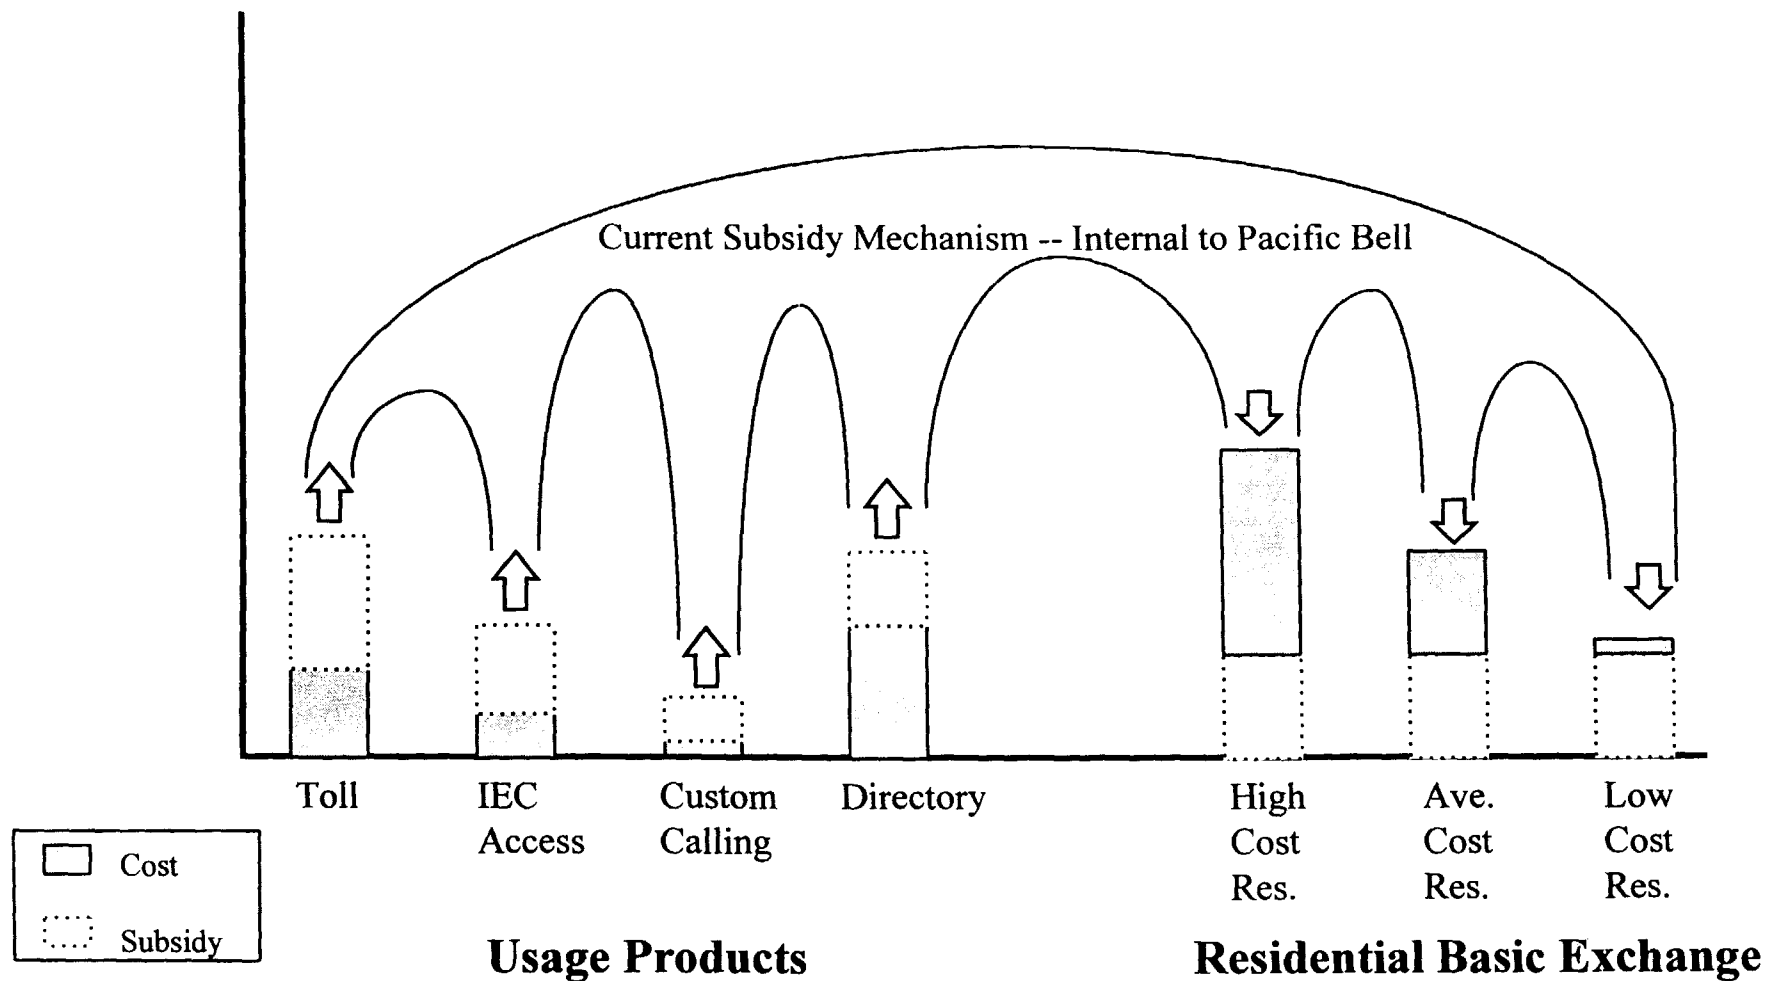 Current Subsidy Mechanism -- Internal to Pacific Bell
Toll
IEC
Access
Custom
Calling
Directory
High
Cost
Res.
Ave.
Cost
Res.
Low
Cost
Res.
Cost
Subsidy
Usage Products
Residential Basic Exchange